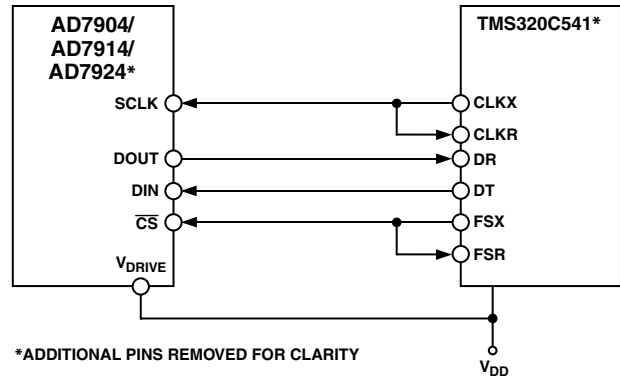 AD7904/
AD7914/
AD7924*
TMS320C541*
SCLK
CLKX
CLKR
DOUT
DR
DIN
DT
CS
FSX
FSR
VDRIVE
*ADDITIONAL PINS REMOVED FOR CLARITY
VDD